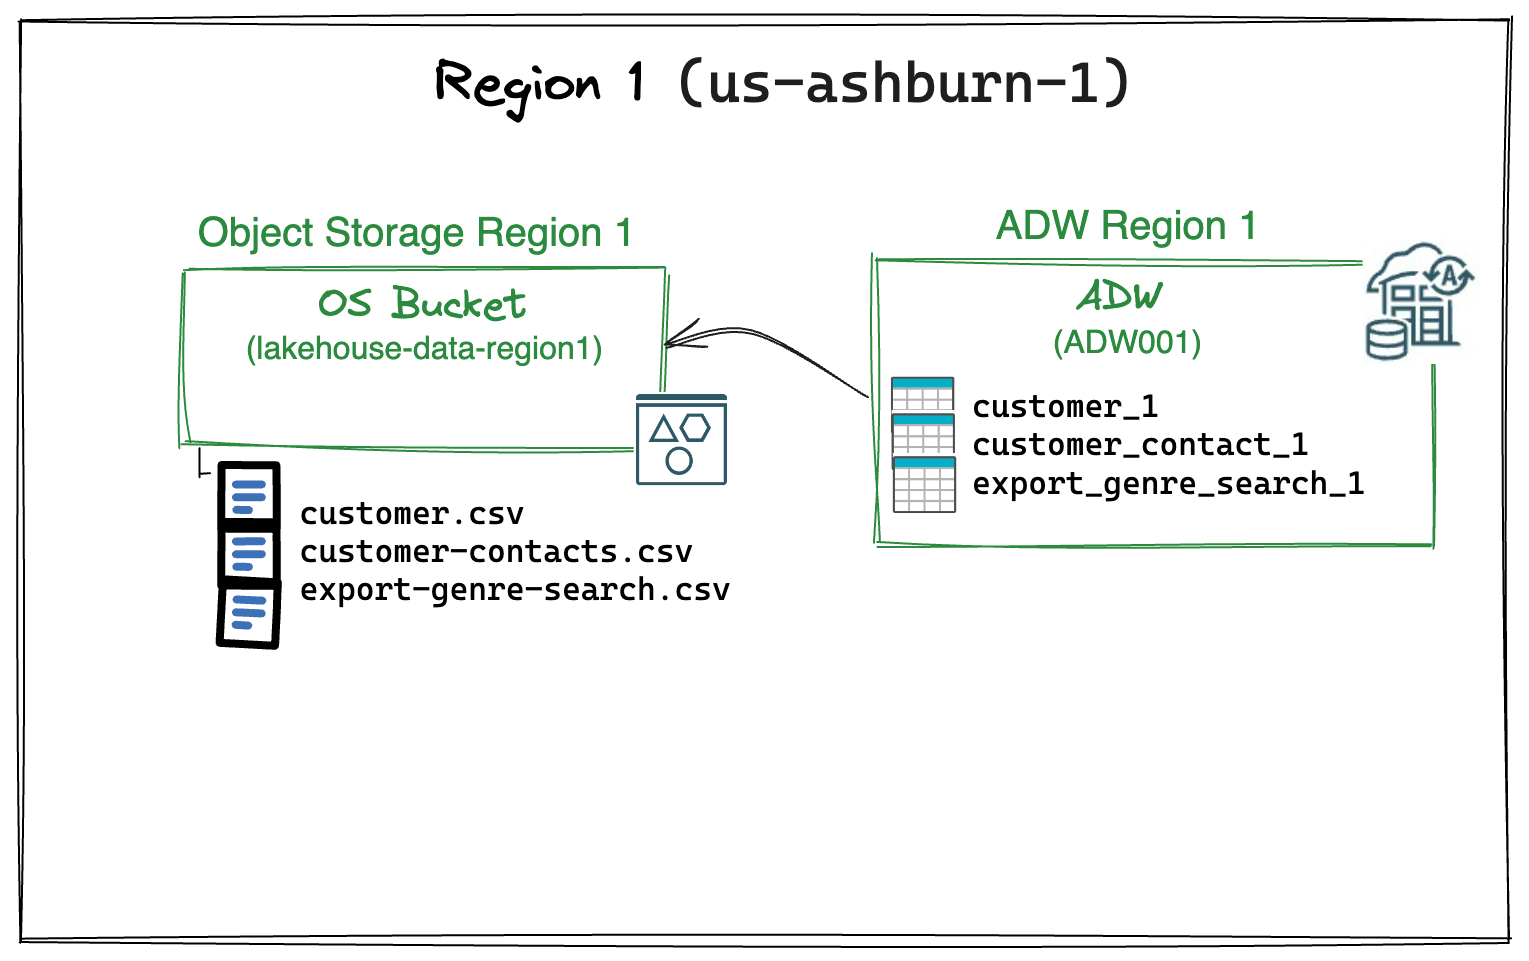 Region 1 (us-ashburn-1)
Object Storage Region 1
OS Bucket
(lakehouse-data-region1)
customer.csv
customer-contacts.csv
export-genre-search.csv
ADW Region 1
A
ADW
(ADW001)
customer_1
customer_contact_1
export_genre_search_1